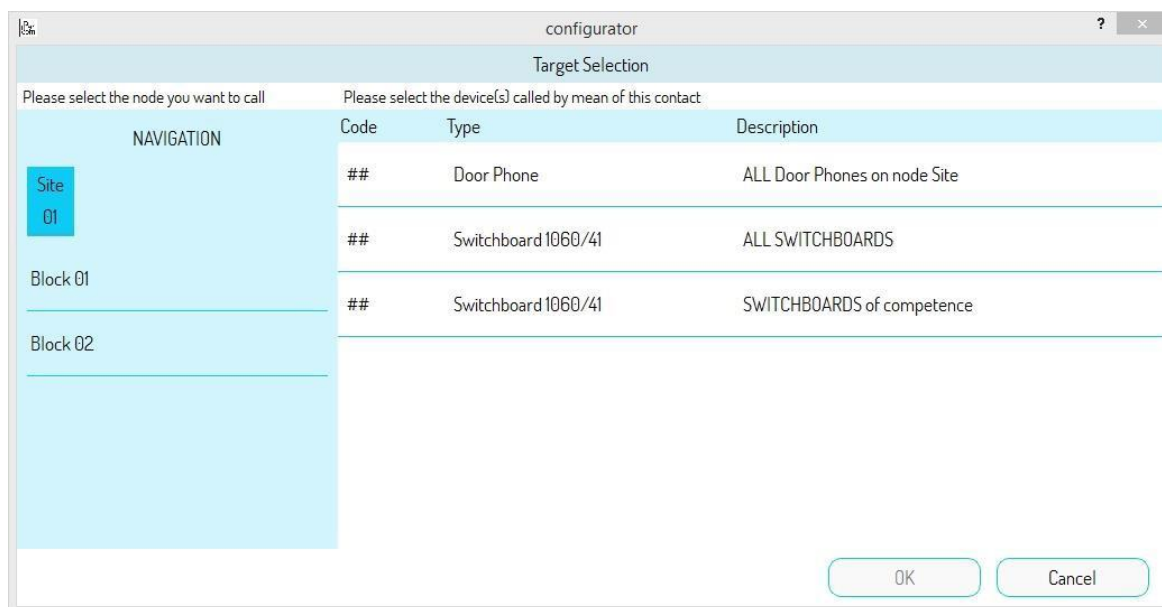 configurator ?
Target Selection
Please select the node you want to call
Please select the device(s) called by mean of this contact
NAVIGATION
Site
01
Block 01
Block 02
Code Type Description
## Door Phone ALL Door Phones on node Site
## Switchboard 1060/41 ALL SWITCHBOARDS
## Switchboard 1060/41 SWITCHBOARDS of competence
OK Cancel